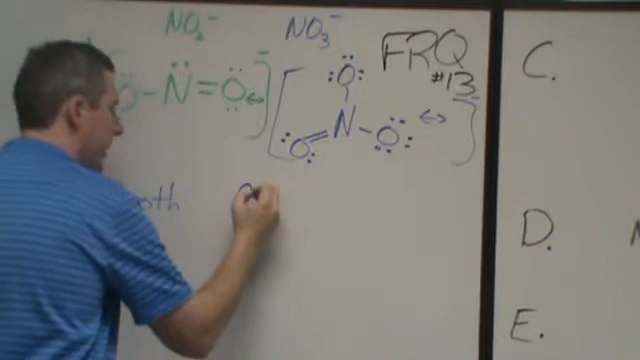 NO₂⁻ NO₃⁻ FRQ
#13
O – N = O ↔ ]⁻ [ O
N – O ↔ ]⁻
O =
oth
C.
D.
E.